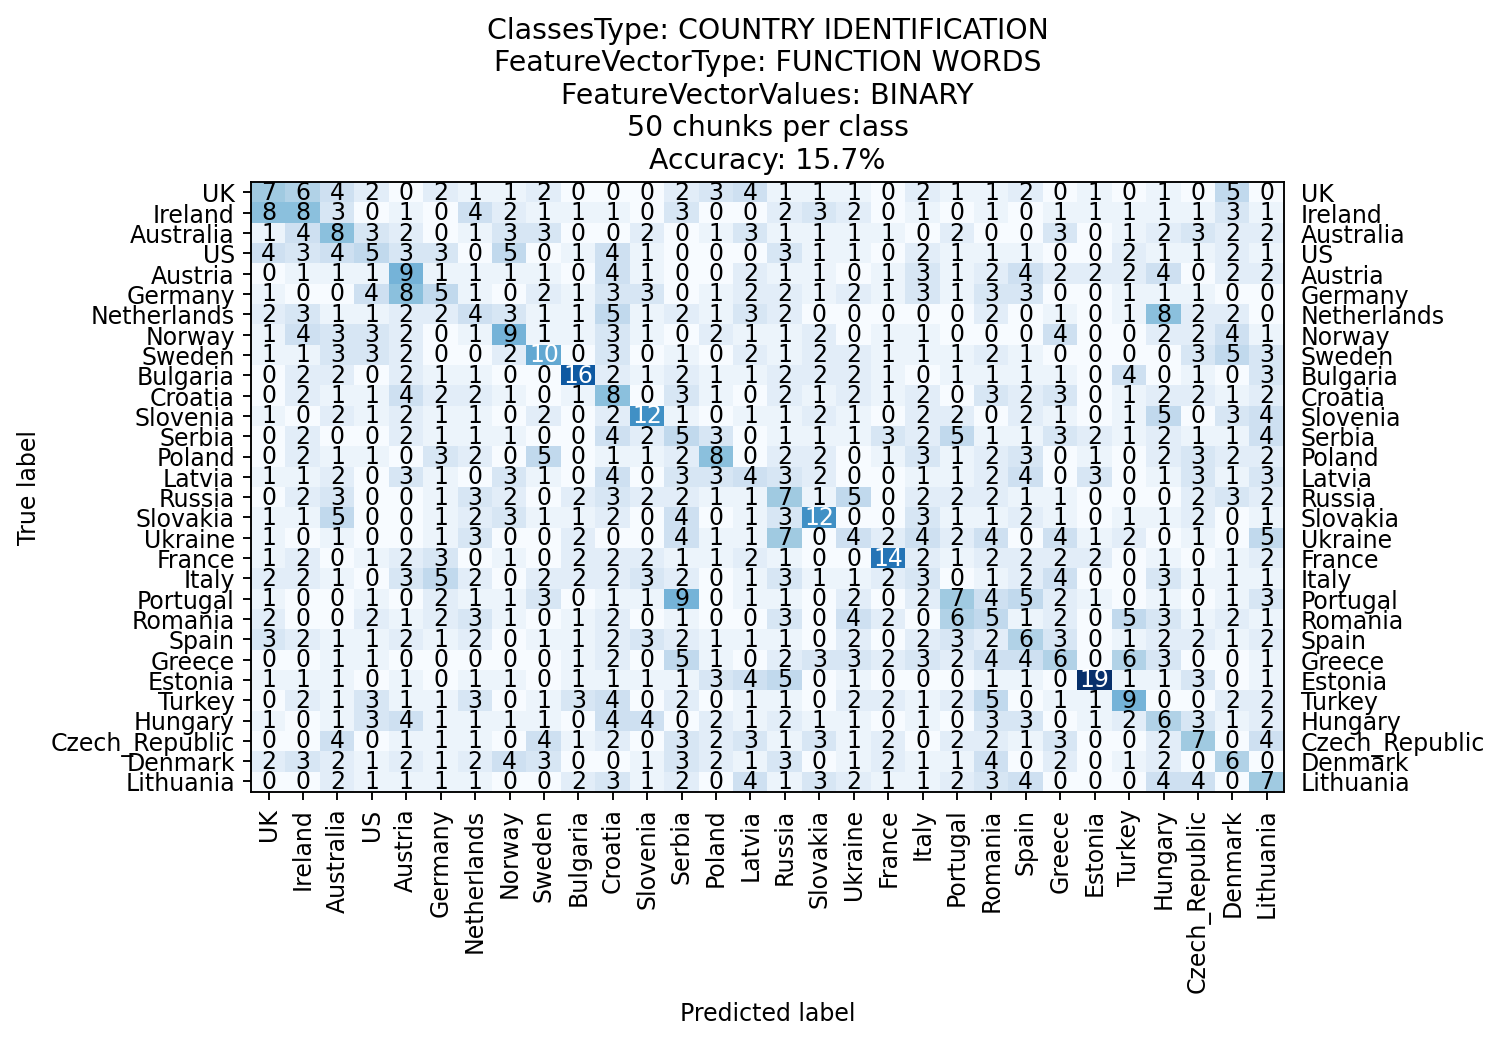 ClassesType: COUNTRY IDENTIFICATION
FeatureVectorType: FUNCTION WORDS
FeatureVectorValues: BINARY
50 chunks per class
Accuracy: 15.7%
UK 7 6 4 2 0 2 1 1 2 0 0 0 2 3 4 1 1 1 0 2 1 1 2 0 1 0 1 0 5 0 UK
Ireland 8 8 3 0 1 0 4 2 1 1 1 0 3 0 0 2 3 2 0 1 0 1 0 1 1 1 1 1 3 1 Ireland
Australia 1 4 8 3 2 0 1 3 3 0 0 2 0 1 3 1 1 1 1 0 2 0 0 3 0 1 2 3 2 2 Australia
US 4 3 4 5 3 3 0 5 0 1 4 1 0 0 0 3 1 1 0 2 1 1 1 0 0 2 1 1 2 1 US
Austria 0 1 1 1 9 1 1 1 1 0 4 1 0 0 2 1 1 0 1 3 1 2 4 2 2 2 4 0 2 2 Austria
Germany 1 0 0 4 8 5 1 0 2 1 3 3 0 1 2 2 1 2 1 3 1 3 3 0 0 1 1 1 0 0 Germany
Netherlands 2 3 1 1 2 2 4 3 1 1 5 1 2 1 3 2 0 0 0 0 0 2 0 1 0 1 8 2 2 0 Netherlands
Norway 1 4 3 3 2 0 1 9 1 1 3 1 0 2 1 1 2 0 1 1 0 0 0 4 0 0 2 2 4 1 Norway
Sweden 1 1 3 3 2 0 0 2 10 0 3 0 1 0 2 1 2 2 1 1 1 2 1 0 0 0 0 3 5 3 Sweden
Bulgaria 0 2 2 0 2 1 1 0 0 16 2 1 2 1 1 2 2 2 1 0 1 1 1 1 0 4 0 1 0 3 Bulgaria
Croatia 0 2 1 1 4 2 2 1 0 1 8 0 3 1 0 2 1 2 1 2 0 3 2 3 0 1 2 2 1 2 Croatia
Slovenia 1 0 2 1 2 1 1 0 2 0 2 12 1 0 1 1 2 1 0 2 2 0 2 1 0 1 5 0 3 4 Slovenia
Serbia 0 2 0 0 2 1 1 1 0 0 4 2 5 3 0 1 1 1 3 2 5 1 1 3 2 1 2 1 1 4 Serbia
Poland 0 2 1 1 0 3 2 0 5 0 1 1 2 8 0 2 2 0 1 3 1 2 3 0 1 0 2 3 2 2 Poland
Latvia 1 1 2 0 3 1 0 3 1 0 4 0 3 3 4 3 2 0 0 1 1 2 4 0 3 0 1 3 1 3 Latvia
Russia 0 2 3 0 0 1 3 2 0 2 3 2 2 1 1 7 1 5 0 2 2 2 1 1 0 0 0 2 3 2 Russia
Slovakia 1 1 5 0 0 1 2 3 1 1 2 0 4 0 1 3 12 0 0 3 1 1 2 1 0 1 1 2 0 1 Slovakia
Ukraine 1 0 1 0 0 1 3 0 0 2 0 0 4 1 1 7 0 4 2 4 2 4 0 4 1 2 0 1 0 5 Ukraine
France 1 2 0 1 2 3 0 1 0 2 2 2 1 1 2 1 0 0 14 2 1 2 2 2 2 0 0 1 1 2 France
Italy 2 2 1 0 3 5 2 0 2 2 2 3 2 0 1 3 1 1 2 3 0 1 2 4 0 0 3 1 1 1 Italy
Portugal 1 0 0 1 0 2 1 1 3 0 1 1 9 0 1 1 0 2 0 2 7 4 5 2 1 0 1 0 1 3 Portugal
Romania 2 0 0 2 1 2 3 1 0 1 2 0 1 0 0 3 0 4 2 0 6 5 1 2 0 5 3 1 2 1 Romania
Spain 3 2 1 1 2 1 2 0 1 1 2 3 2 1 1 1 0 2 0 2 3 2 6 3 0 1 2 2 1 2 Spain
Greece 0 0 1 1 0 0 0 0 0 1 2 0 5 1 0 2 3 3 2 3 2 4 4 6 0 6 3 0 0 1 Greece
Estonia 1 1 1 1 0 1 0 1 1 1 1 1 1 3 4 5 0 1 0 0 0 1 1 0 19 1 1 3 0 1 Estonia
Turkey 0 2 1 3 1 1 3 0 1 3 4 0 2 0 1 1 0 2 2 1 2 5 0 1 1 9 0 0 2 2 Turkey
Hungary 1 0 1 3 4 1 1 1 1 0 4 4 0 2 1 2 1 1 0 1 0 3 3 0 1 2 6 3 1 2 Hungary
Czech_Republic 0 0 4 0 1 1 1 0 4 1 2 0 3 2 3 1 3 1 2 0 2 2 1 3 0 0 2 7 0 4 Czech_Republic
Denmark 2 3 2 1 2 1 2 4 3 0 0 1 3 2 1 3 0 1 2 1 1 4 0 2 0 1 2 0 6 0 Denmark
Lithuania 0 0 2 1 1 1 1 0 0 2 3 1 2 0 4 1 3 2 1 1 2 3 4 0 0 0 4 4 0 7 Lithuania
True label
UK Ireland Australia US Austria Germany Netherlands Norway Sweden Bulgaria Croatia Slovenia Serbia Poland Latvia Russia Slovakia Ukraine France Italy Portugal Romania Spain Greece Estonia Turkey Hungary Czech_Republic Denmark Lithuania
Predicted label